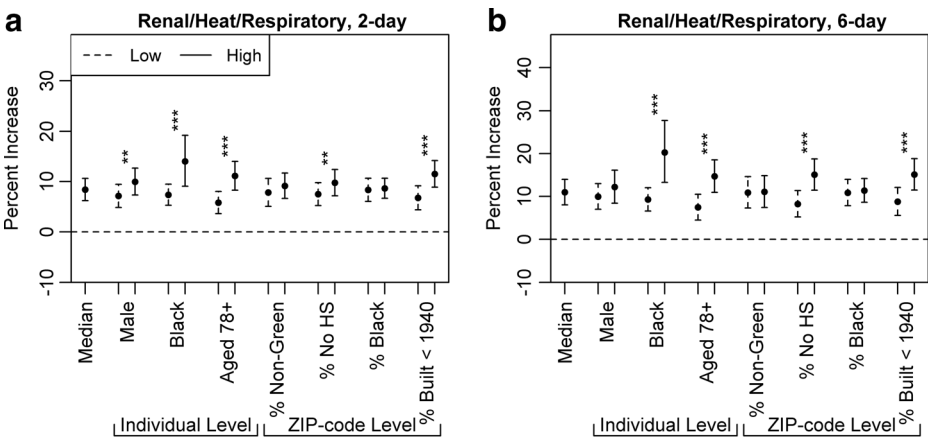 a
Renal/Heat/Respiratory, 2-day
Low
High
Percent Increase
30
20
10
0
-10
**
***
***
**
***
Median
Male
Black
Aged 78+
% Non-Green
% No HS
% Black
% Built < 1940
Individual Level
ZIP-code Level
b
Renal/Heat/Respiratory, 6-day
Percent Increase
40
30
20
10
0
-10
***
***
***
***
Median
Male
Black
Aged 78+
% Non-Green
% No HS
% Black
% Built < 1940
Individual Level
ZIP-code Level